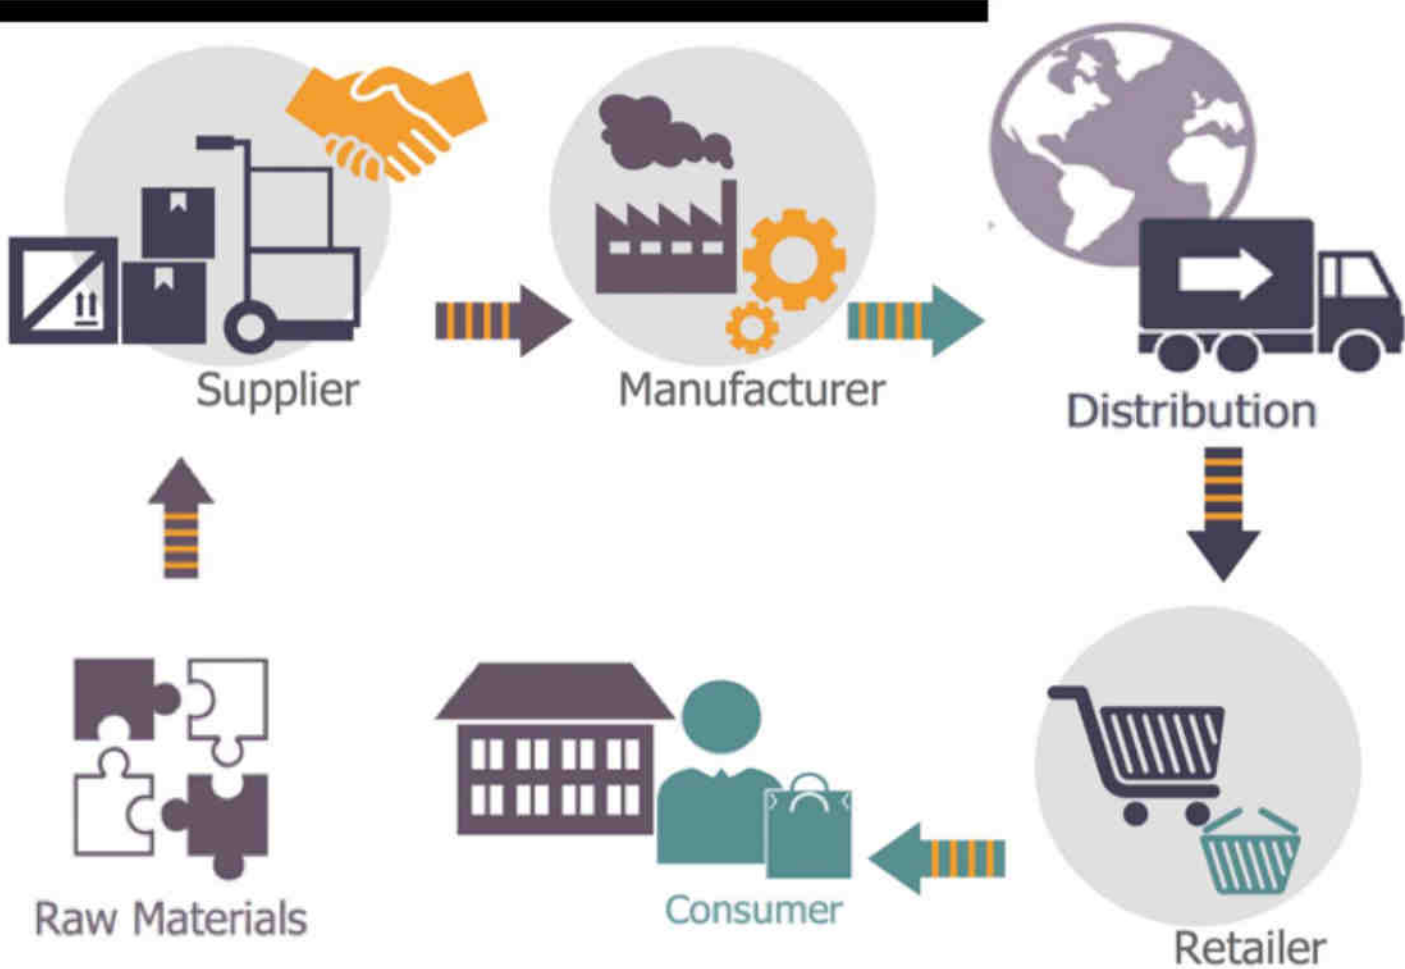 Supplier
Manufacturer
Distribution
Raw Materials
Consumer
Retailer